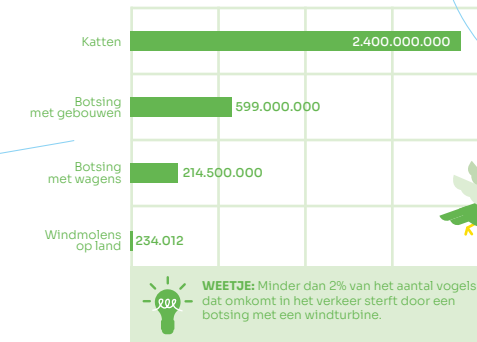 Katten
2.400.000.000
Botsing
met gebouwen
599.000.000
Botsing
met wagens
214.500.000
Windmolens
op land
234.012
WEETJE: Minder dan 2% van het aantal vogels
dat omkomt in het verkeer sterft door een
botsing met een windturbine.